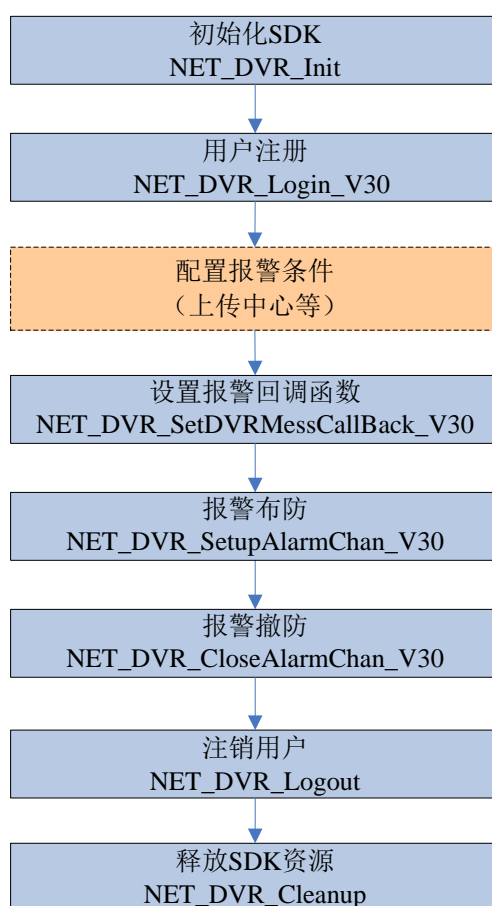 初始化SDK
NET_DVR_Init
用户注册
NET_DVR_Login_V30
配置报警条件
（上传中心等）
设置报警回调函数
NET_DVR_SetDVRMessCallBack_V30
报警布防
NET_DVR_SetupAlarmChan_V30
报警撤防
NET_DVR_CloseAlarmChan_V30
注销用户
NET_DVR_Logout
释放SDK资源
NET_DVR_Cleanup